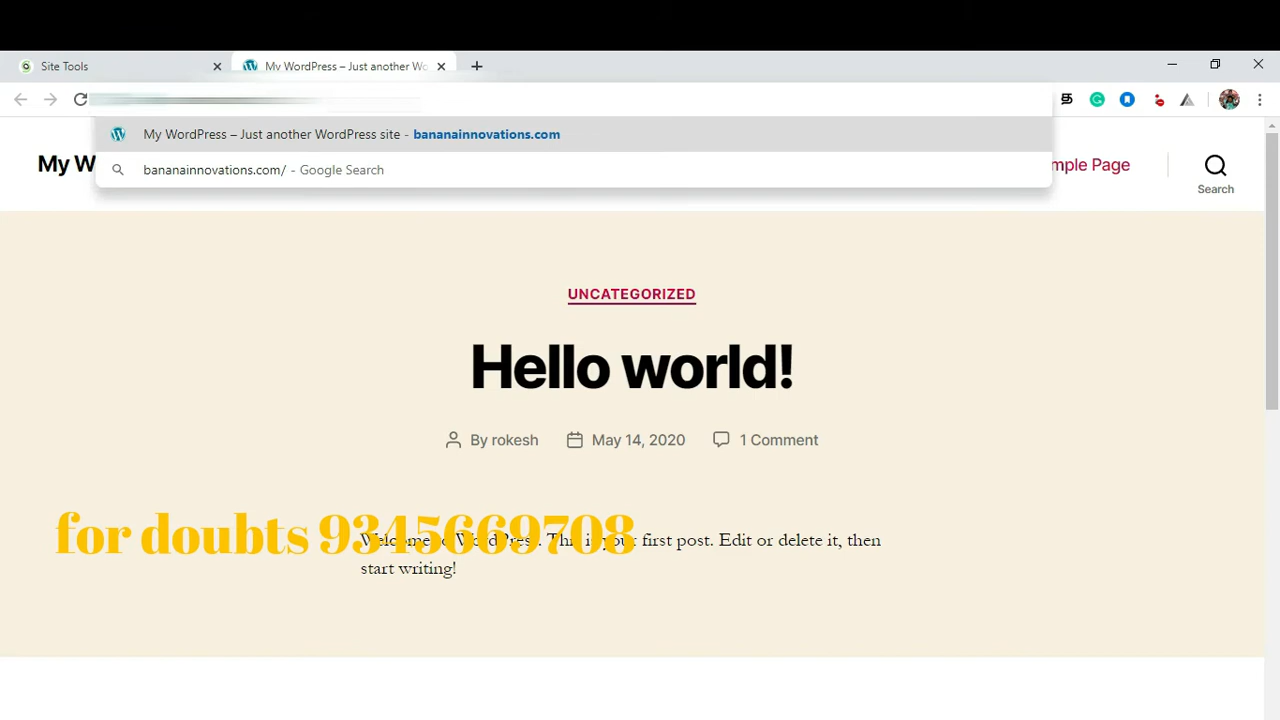 Site Tools
My WordPress – Just another Wo
My WordPress – Just another WordPress site - bananainnovations.com
bananainnovations.com/ - Google Search
My W
mple Page
Search
UNCATEGORIZED
Hello world!
By rokesh May 14, 2020 1 Comment
for doubts 9345669708
Welcome to WordPress. This is your first post. Edit or delete it, then
start writing!